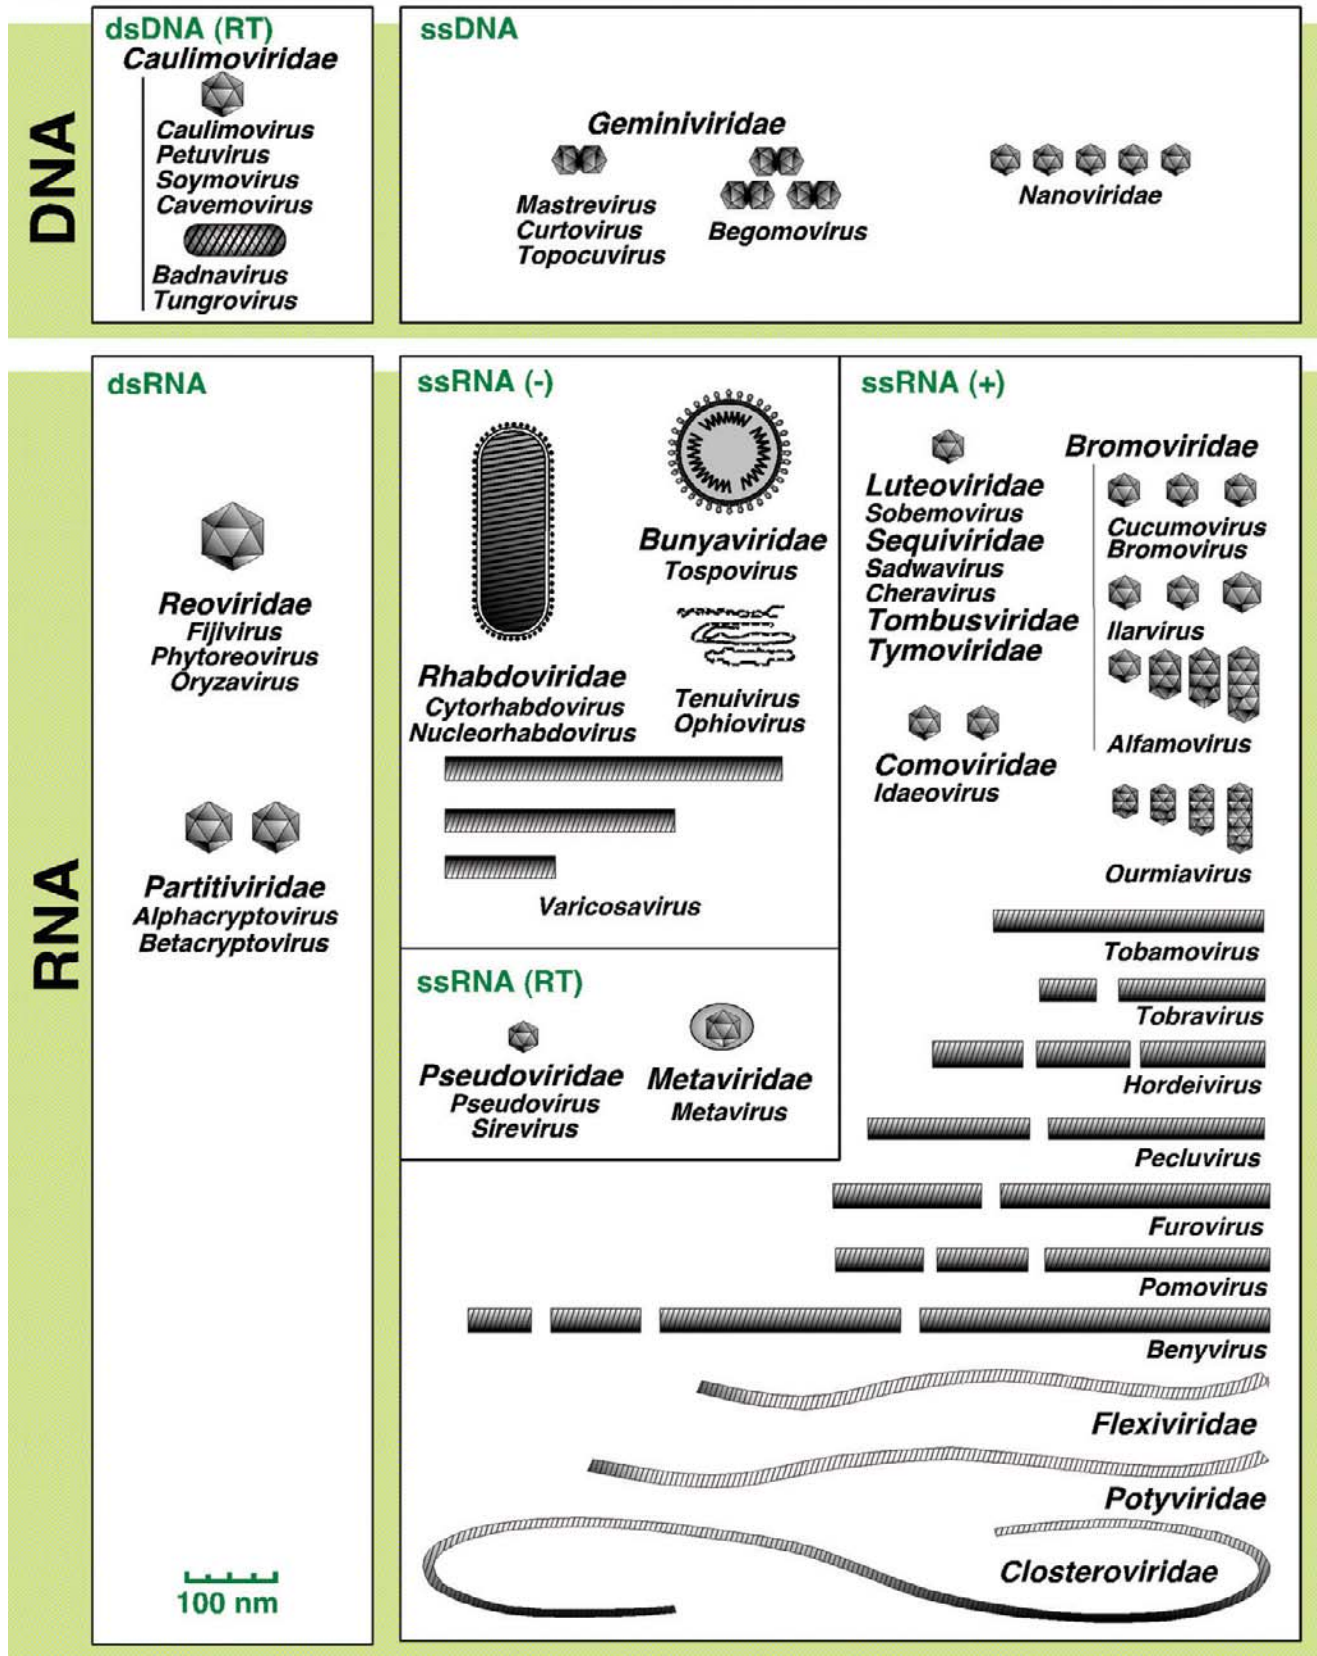 DNA
dsDNA (RT)
Caulimoviridae
Caulimovirus
Petuvirus
Soymovirus
Cavemovirus
Badnavirus
Tungrovirus
ssDNA
Geminiviridae
Mastrevirus
Curtovirus
Topocuvirus
Begomovirus
Nanoviridae
RNA
dsRNA
Reoviridae
Fijivirus
Phytoreovirus
Oryzavirus
Partitiviridae
Alphacryptovirus
Betacryptovirus
100 nm
ssRNA (-)
Rhabdoviridae
Cytorhabdovirus
Nucleorhabdovirus
Bunyaviridae
Tospovirus
Tenuivirus
Ophiovirus
Varicosavirus
ssRNA (RT)
Pseudoviridae
Pseudovirus
Sirevirus
Metaviridae
Metavirus
ssRNA (+)
Luteoviridae
Sobemovirus
Sequiviridae
Sadwavirus
Cheravirus
Tombusviridae
Tymoviridae
Comoviridae
Idaeovirus
Bromoviridae
Cucumovirus
Bromovirus
Ilarvirus
Alfamovirus
Ourmiavirus
Tobamovirus
Tobravirus
Hordeivirus
Pecluvirus
Furovirus
Pomovirus
Benyvirus
Flexiviridae
Potyviridae
Closteroviridae